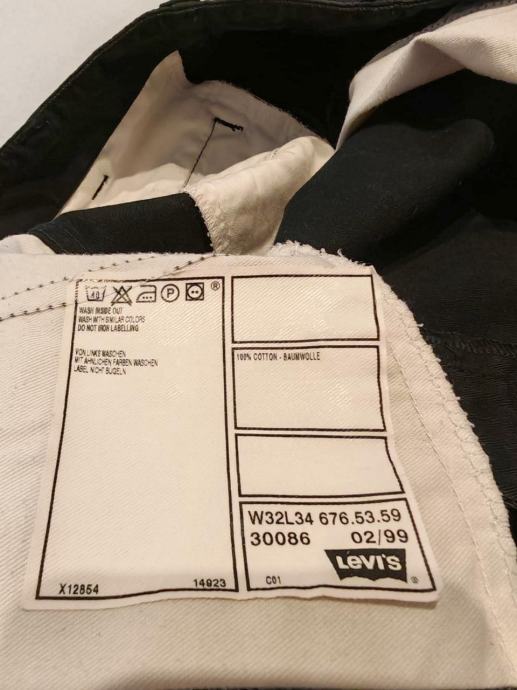 40 P ®
WASH INSIDE OUT
WASH WITH SIMILAR COLORS
DO NOT IRON LABELLING
VON LINKS WASCHEN
MIT ÄHNLICHEN FARBEN WASCHEN
LABEL NICHT BÜGELN
X12854 14923
100% COTTON - BAUMWOLLE
W32L34 676.53.59
30086 02/99
LEVI'S ®
C01